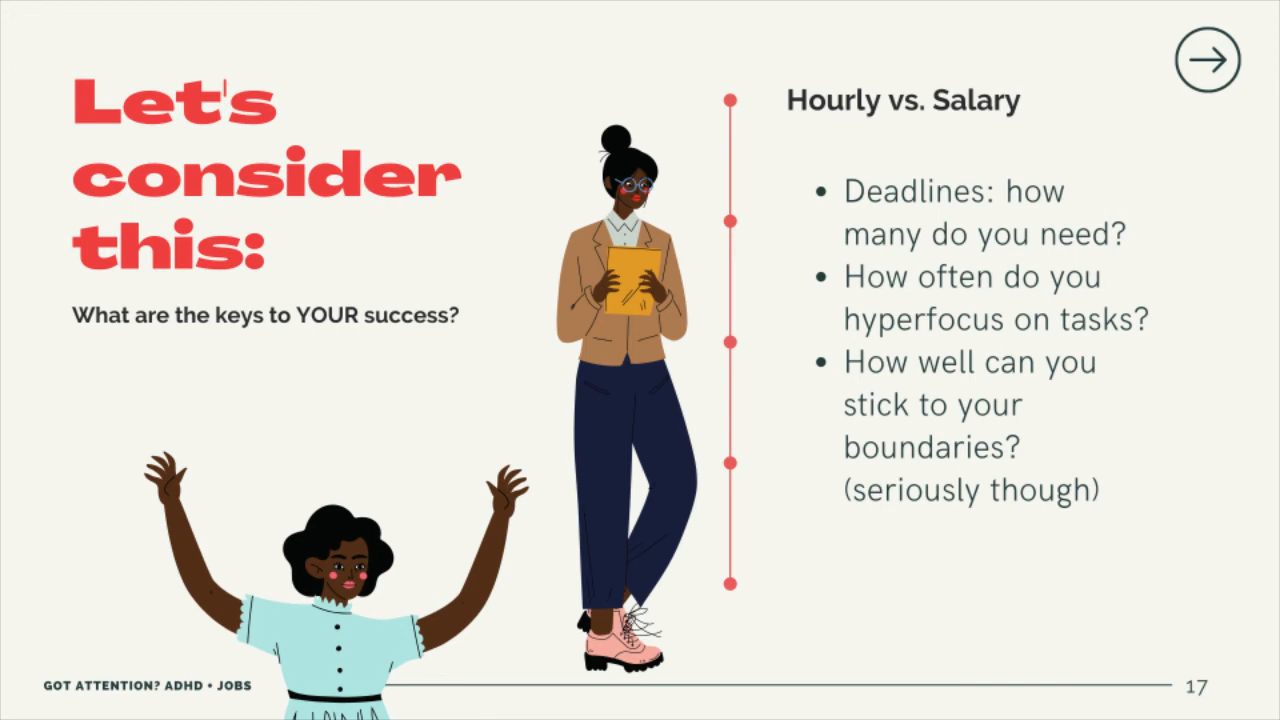 Let's
consider
this:
What are the keys to YOUR success?
Hourly vs. Salary
• Deadlines: how
many do you need?
• How often do you
hyperfocus on tasks?
• How well can you
stick to your
boundaries?
(seriously though)
GOT ATTENTION? ADHD • JOBS
17